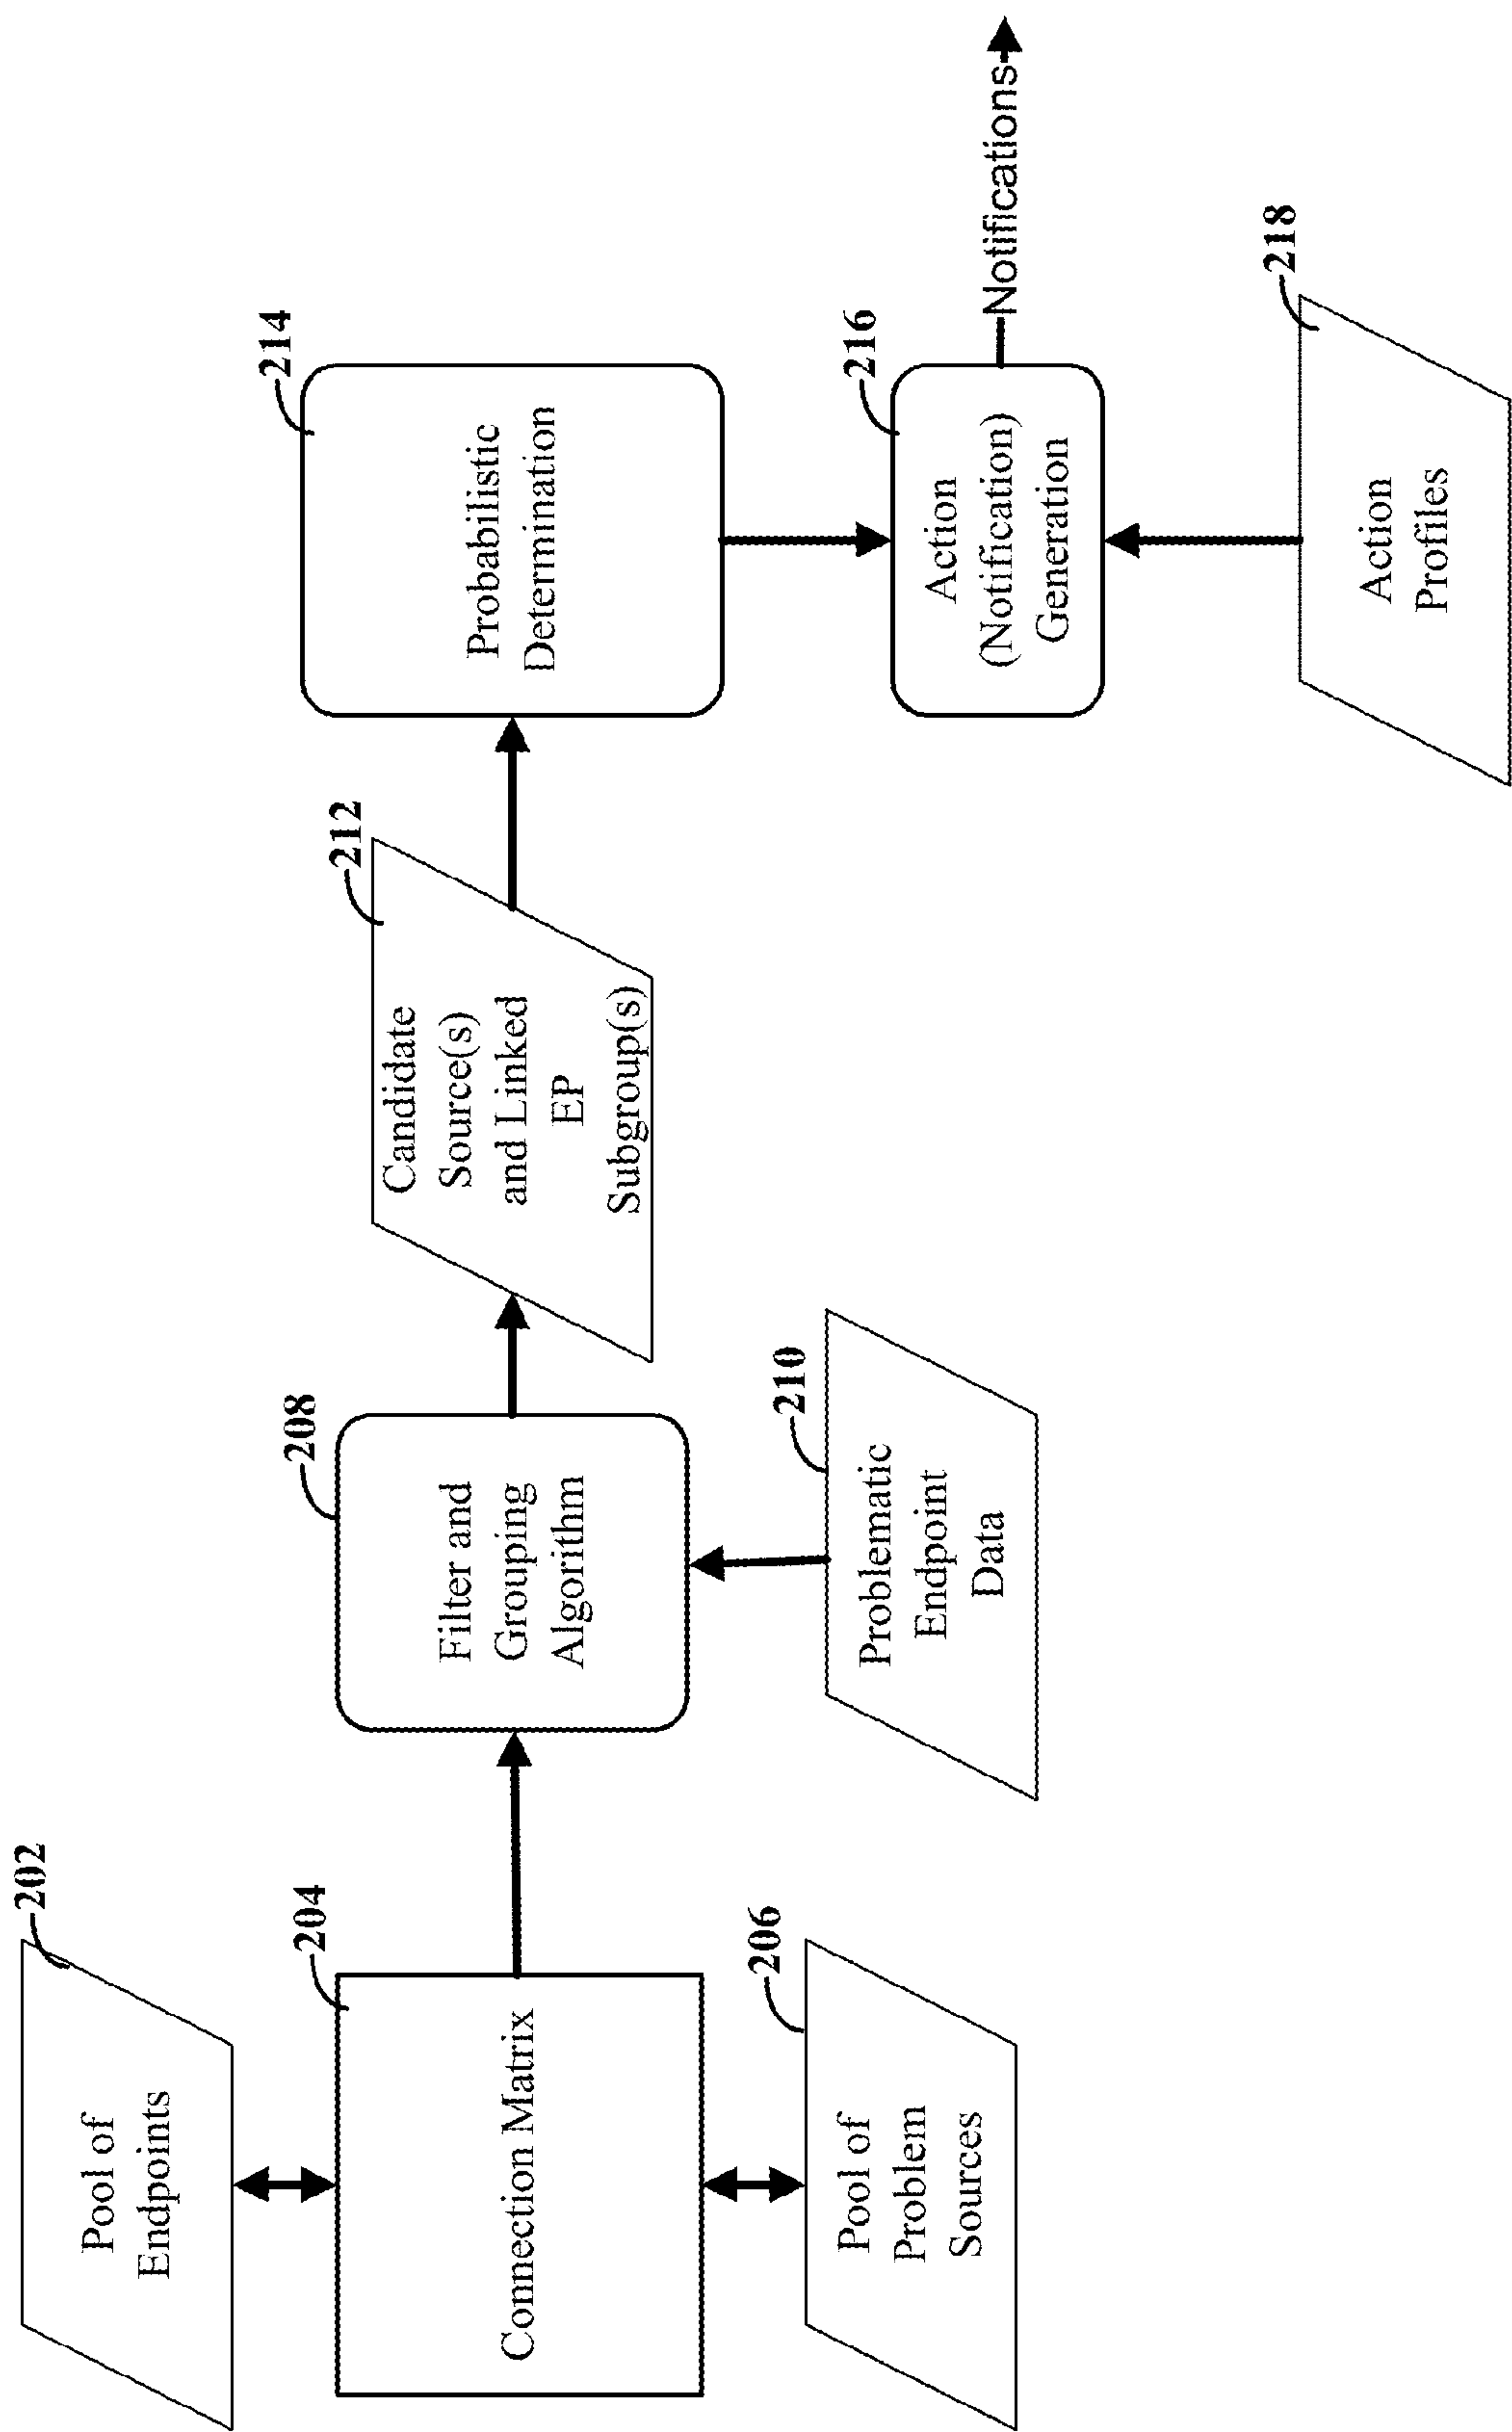 202
Pool of
Endpoints
204
Connection Matrix
206
Pool of
Problem
Sources
208
Filter and
Grouping
Algorithm
210
Problematic
Endpoint
Data
212
Candidate
Source(s)
and Linked
EP
Subgroup(s)
214
Probabilistic
Determination
216
Action
(Notification)
Generation
Notifications
218
Action
Profiles